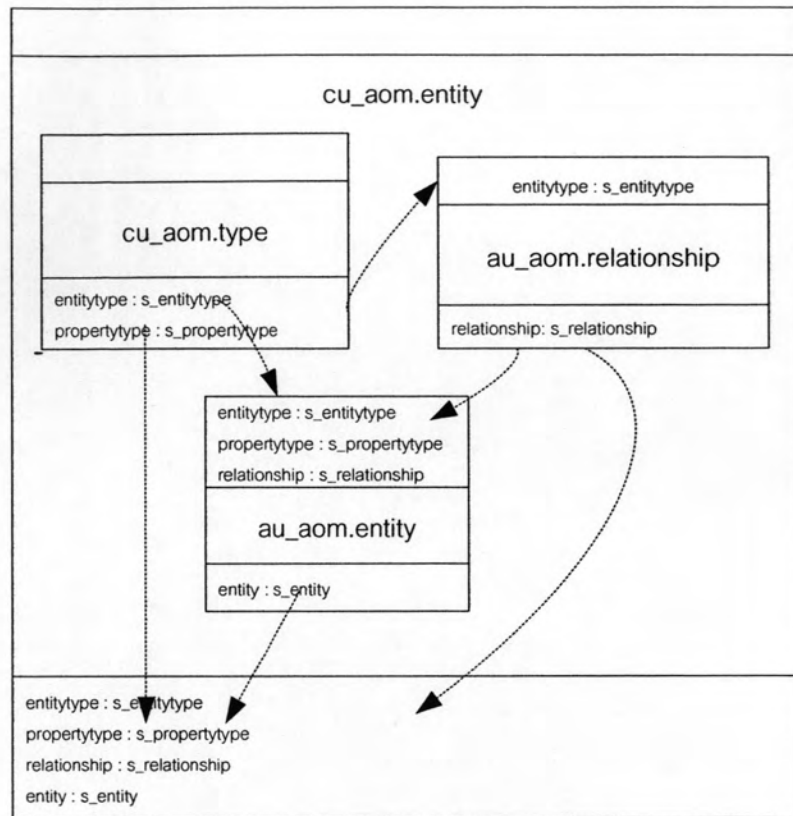 cu_aom.entity
cu_aom.type
entitytype : s_entitytype
propertytype : s_propertytype
entitytype : s_entitytype
au_aom.relationship
relationship: s_relationship
entitytype : s_entitytype
propertytype : s_propertytype
relationship : s_relationship
au_aom.entity
entity : s_entity
entitytype : s_entitytype
propertytype : s_propertytype
relationship : s_relationship
entity : s_entity